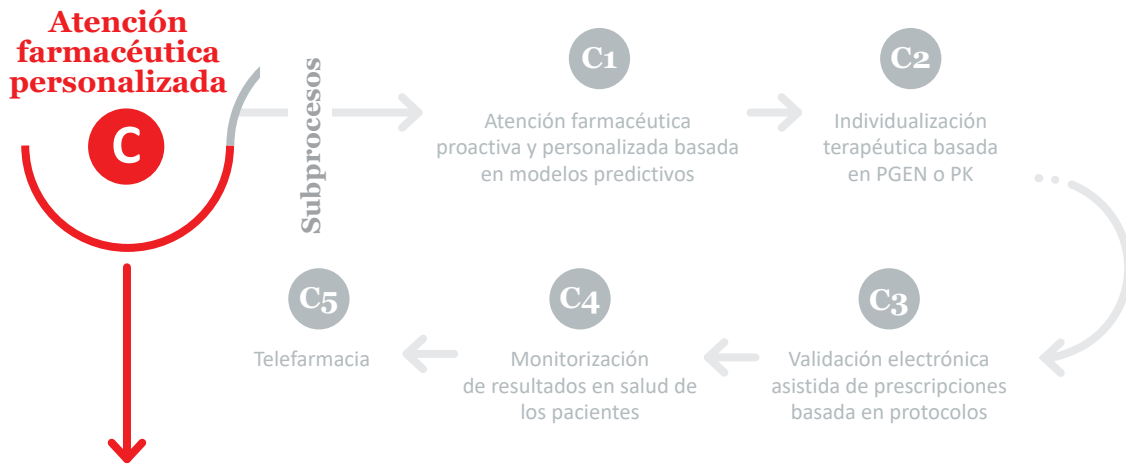 Atención
farmacéutica
personalizada
C
Subprocesos
C1
Atención farmacéutica
proactiva y personalizada basada
en modelos predictivos
C2
Individualización
terapéutica basada
en PGEN o PK
C3
Validación electrónica
asistida de prescripciones
basada en protocolos
C4
Monitorización
de resultados en salud de
los pacientes
C5
Telefarmacia